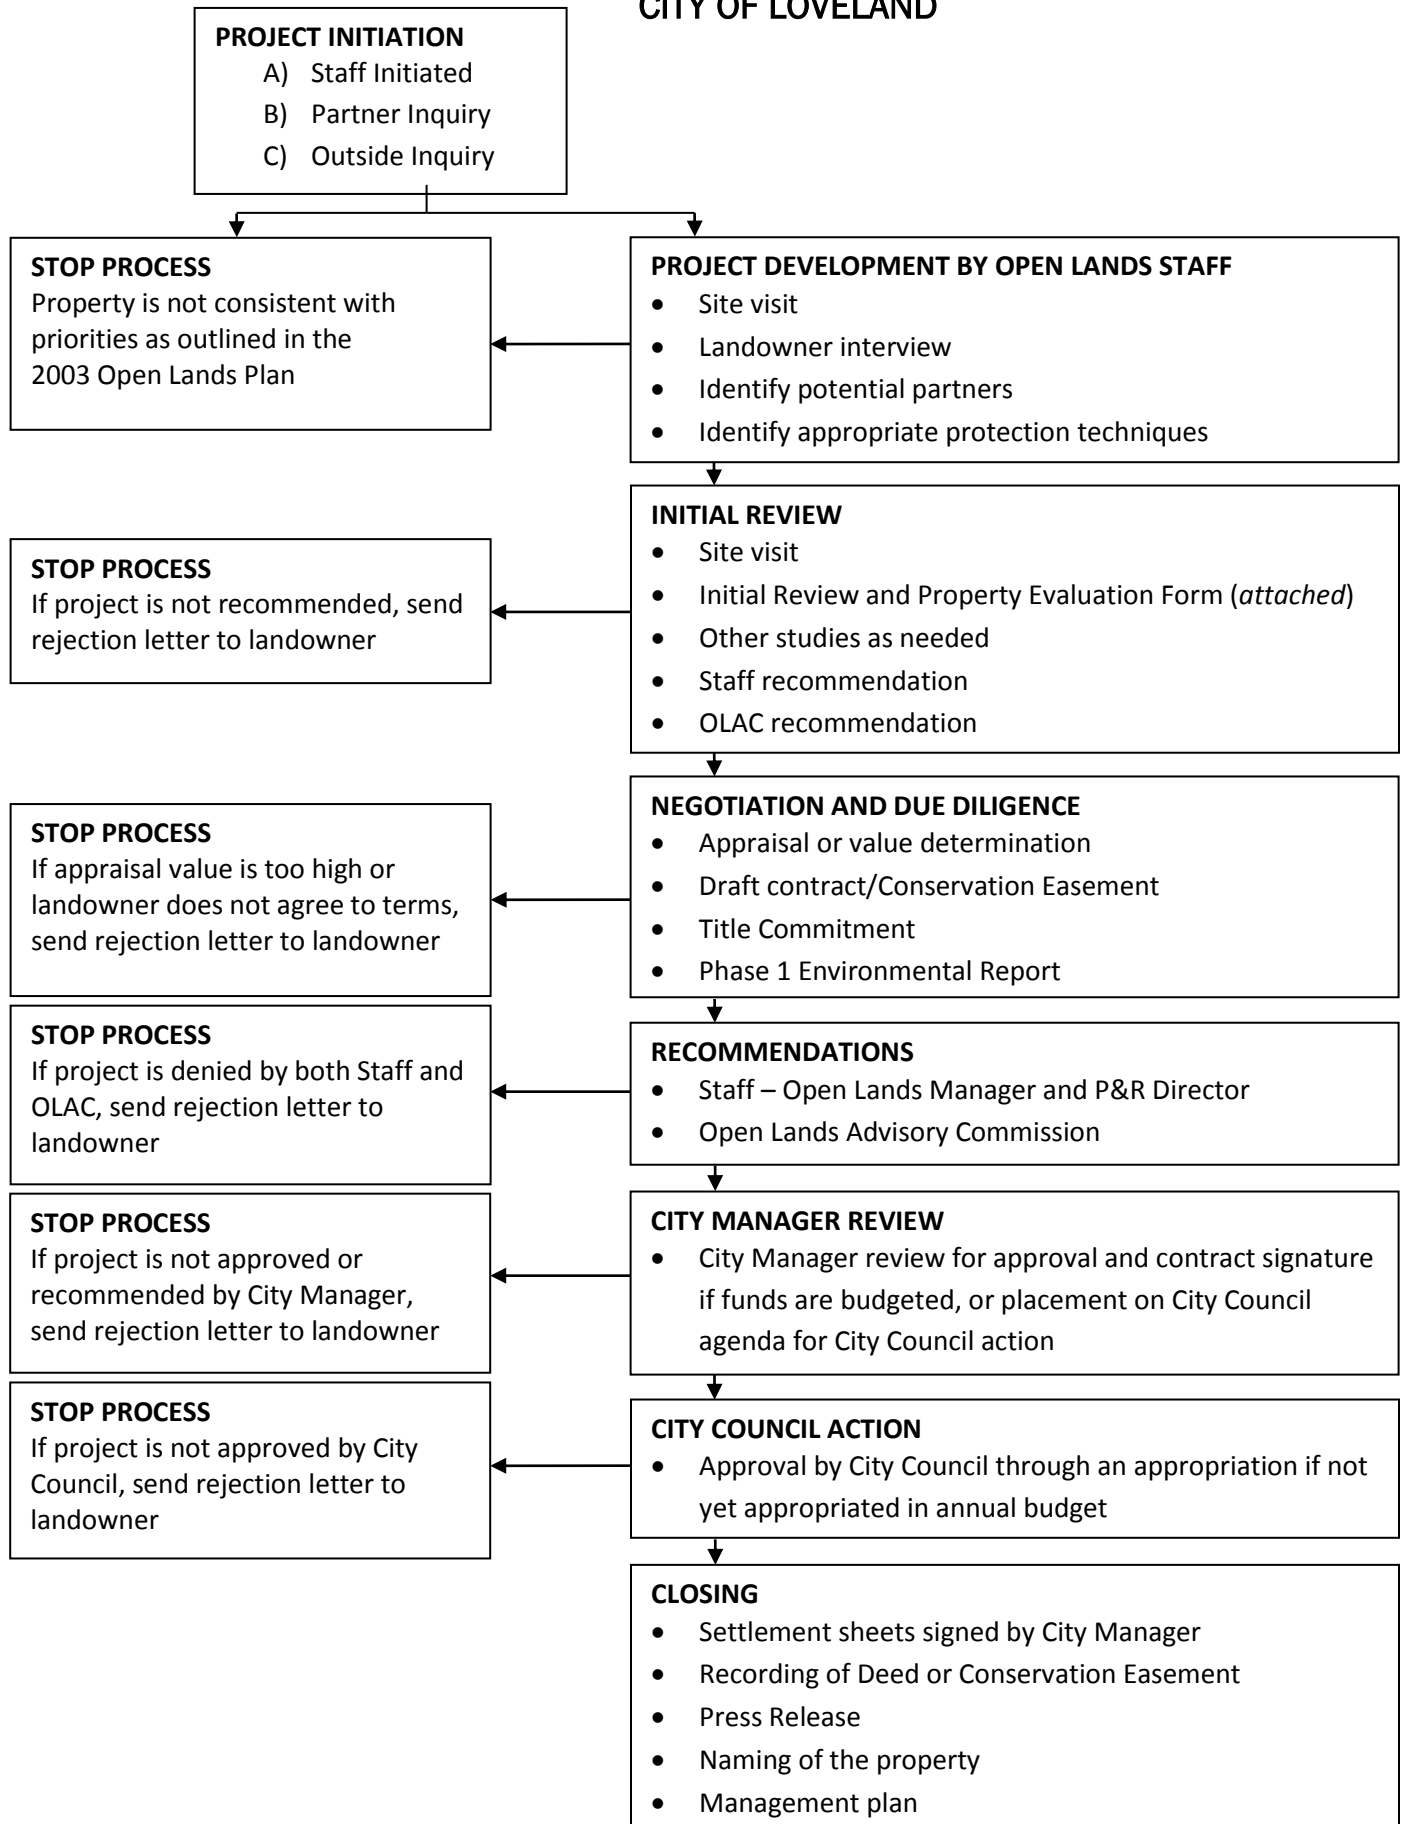 CITY OF LOVELAND
PROJECT INITIATION
A) Staff Initiated
B) Partner Inquiry
C) Outside Inquiry
STOP PROCESS
Property is not consistent with
priorities as outlined in the
2003 Open Lands Plan
PROJECT DEVELOPMENT BY OPEN LANDS STAFF
• Site visit
• Landowner interview
• Identify potential partners
• Identify appropriate protection techniques
STOP PROCESS
If project is not recommended, send
rejection letter to landowner
INITIAL REVIEW
• Site visit
• Initial Review and Property Evaluation Form (attached)
• Other studies as needed
• Staff recommendation
• OLAC recommendation
STOP PROCESS
If appraisal value is too high or
landowner does not agree to terms,
send rejection letter to landowner
NEGOTIATION AND DUE DILIGENCE
• Appraisal or value determination
• Draft contract/Conservation Easement
• Title Commitment
• Phase 1 Environmental Report
STOP PROCESS
If project is denied by both Staff and
OLAC, send rejection letter to
landowner
RECOMMENDATIONS
• Staff – Open Lands Manager and P&R Director
• Open Lands Advisory Commission
STOP PROCESS
If project is not approved or
recommended by City Manager,
send rejection letter to landowner
CITY MANAGER REVIEW
• City Manager review for approval and contract signature
if funds are budgeted, or placement on City Council
agenda for City Council action
STOP PROCESS
If project is not approved by City
Council, send rejection letter to
landowner
CITY COUNCIL ACTION
• Approval by City Council through an appropriation if not
yet appropriated in annual budget
CLOSING
• Settlement sheets signed by City Manager
• Recording of Deed or Conservation Easement
• Press Release
• Naming of the property
• Management plan